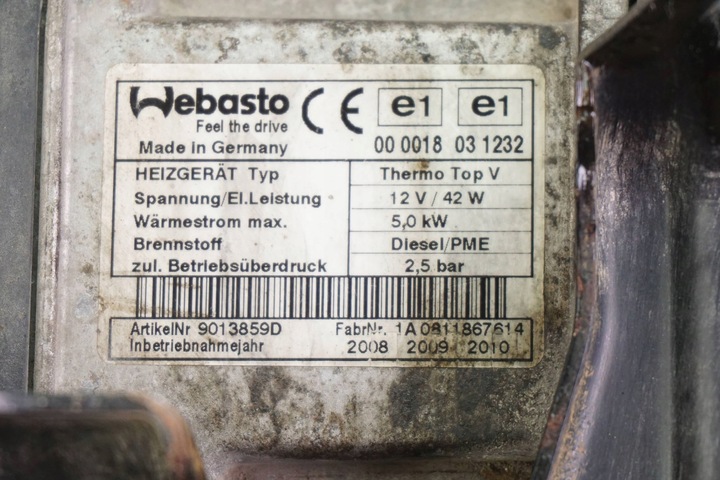 Webasto CE e1 e1
Feel the drive
Made in Germany 00 0018 03 1232
HEIZGERÄT Typ Thermo Top V
Spannung/El.Leistung 12 V / 42 W
Wärmestrom max. 5,0 kW
Brennstoff Diesel/PME
zul. Betriebsüberdruck 2,5 bar
ArtikelNr 9013859D FabrNr. 1A0811867614
Inbetriebnahmejahr 2008 2009 2010